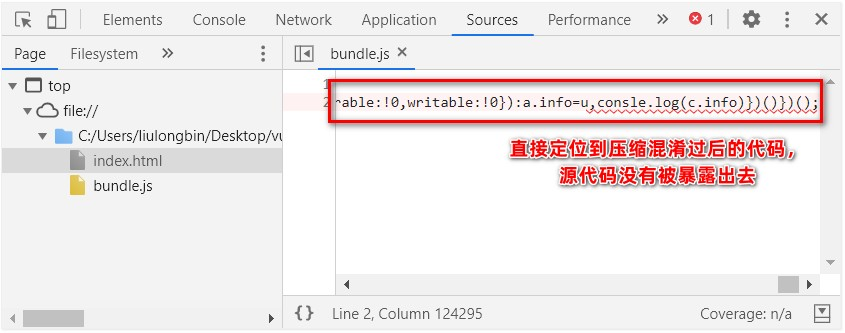 Elements Console Network Application Sources Performance » 1
Page Filesystem »
bundle.js ×
top
file://
C:/Users/liulongbin/Desktop/vu
index.html
bundle.js
1
2 rable:!0,writable:!0}):a.info=u,consle.log(c.info)})()})();
直接定位到压缩混淆过后的代码，
源代码没有被暴露出去
{} Line 2, Column 124295 Coverage: n/a